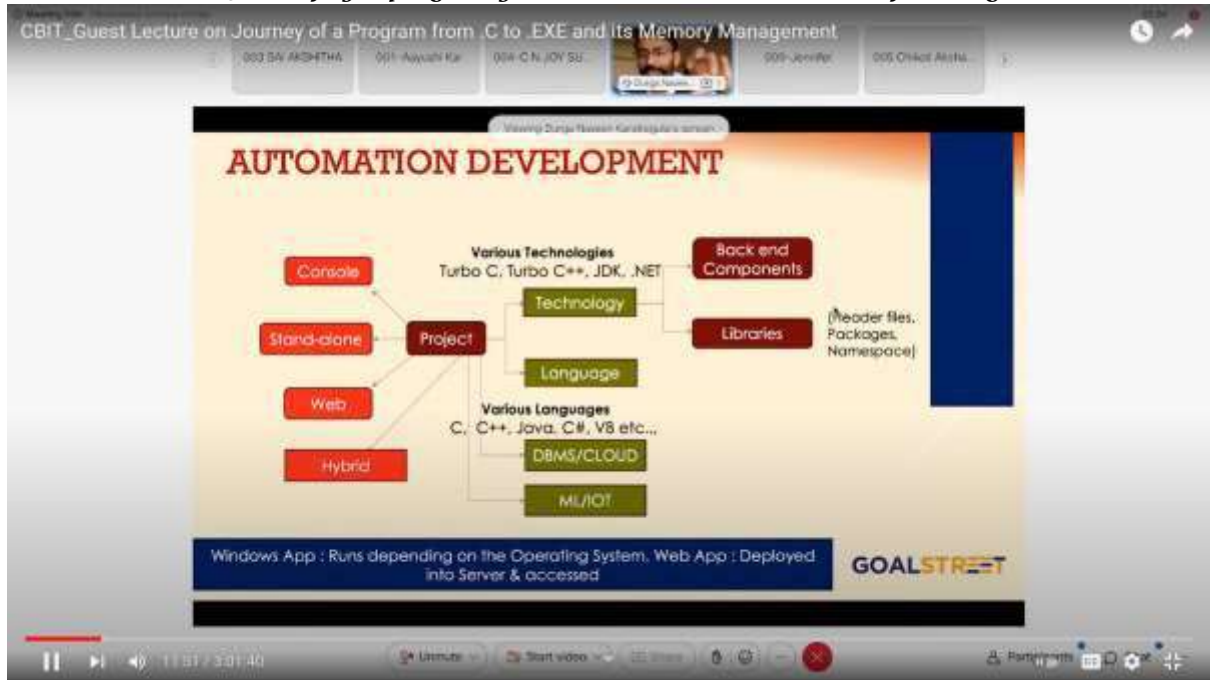 CBIT_Guest Lecture on Journey of a Program from .C to .EXE and its Memory Management
AUTOMATION DEVELOPMENT
Console
Stand-alone
Web
Hybrid
Project
Various Technologies
Turbo C, Turbo C++, JDK, .NET
Technology
Language
Various Languages
C, C++, Java, C#, VB etc..,
DBMS/CLOUD
ML/IOT
Back end
Components
Libraries
(Header files,
Packages,
Namespace)
Windows App : Runs depending on the Operating System, Web App : Deployed
into Server & accessed
GOALSTREET
Unmute
Start video
Share